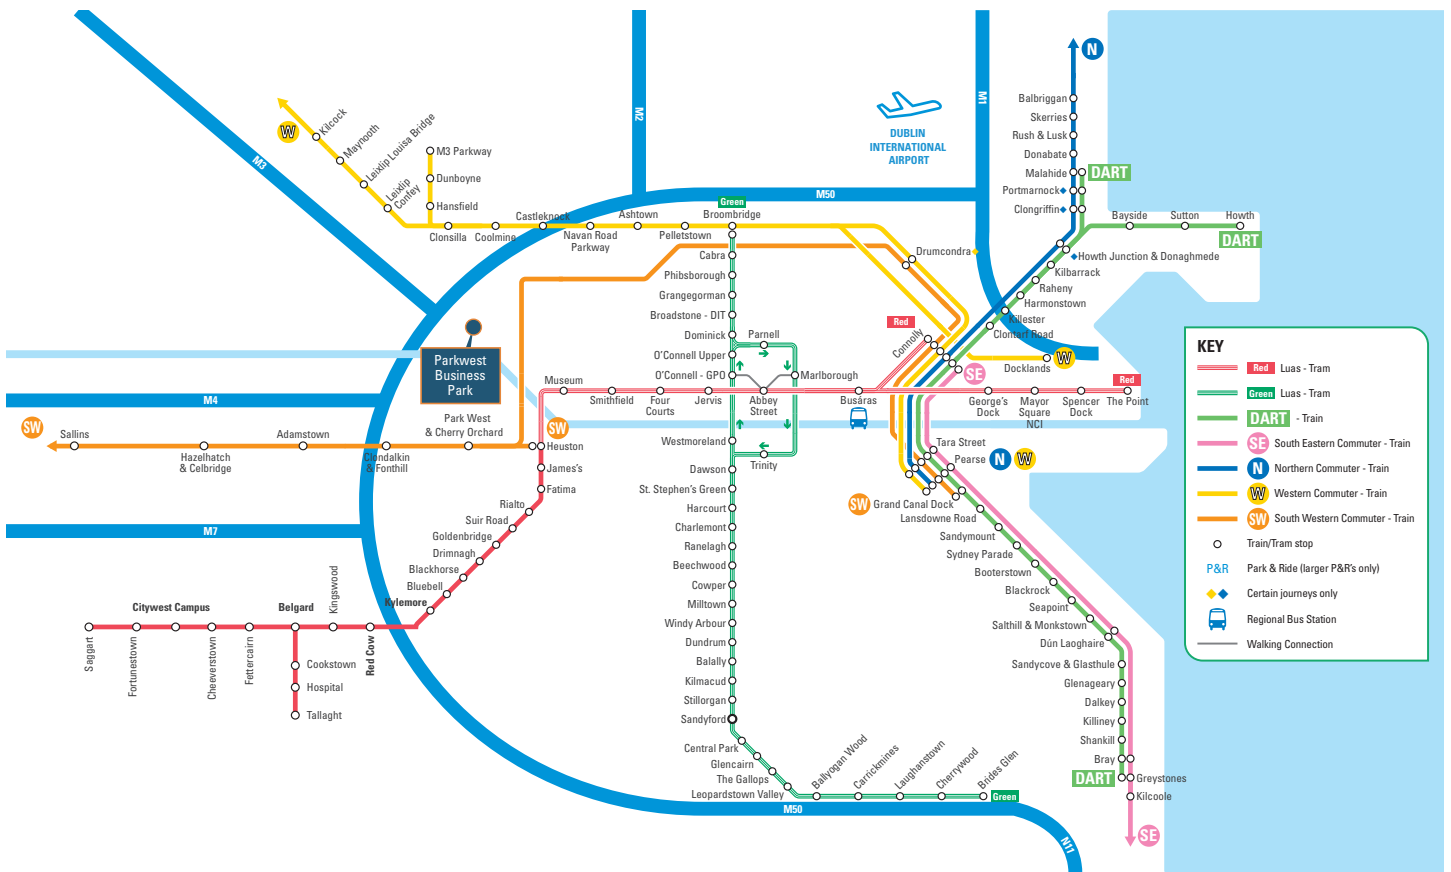 M3
M2
M1
DUBLIN
INTERNATIONAL
AIRPORT
N
Balbriggan
Skerries
Rush & Lusk
Donabate
Malahide
DART
Portmarnock
Clongriffin
Bayside
Sutton
Howth
DART
Howth Junction & Donaghmede
Kilbarrack
Raheny
Harmonstown
Killester
Clontarf Road
W
Kilcock
Maynooth
Leixlip Louisa Bridge
Leixlip
Confey
M3 Parkway
Dunboyne
Hansfield
Clonsilla
Coolmine
Castleknock
Navan Road
Parkway
Ashtown
Pelletstown
M50
Green
Broombridge
Drumcondra
Cabra
Phibsborough
Grangegorman
Broadstone - DIT
Dominick
Parnell
O'Connell Upper
O'Connell - GPO
Marlborough
Red
Connolly
SE
Docklands
W
Parkwest
Business
Park
M4
SW
Sallins
Hazelhatch
& Celbridge
Adamstown
Clondalkin
& Fonthill
Park West
& Cherry Orchard
SW
Heuston
Museum
Smithfield
Four
Courts
Jervis
Abbey
Street
Busáras
George's
Dock
Mayor
Square
NCI
Spencer
Dock
The Point
Red
James's
Fatima
Rialto
Suir Road
Goldenbridge
Drimnagh
Blackhorse
Bluebell
Kylemore
M7
Kingswood
Citywest Campus
Belgard
Saggart
Fortunestown
Cheeverstown
Fettercairn
Red Cow
Cookstown
Hospital
Tallaght
Westmoreland
Trinity
Dawson
St. Stephen's Green
Harcourt
Charlemont
Ranelagh
Beechwood
Cowper
Milltown
Windy Arbour
Dundrum
Balally
Kilmacud
Stillorgan
Sandyford
Central Park
Glencairn
The Gallops
Leopardstown Valley
Ballyogan Wood
Carrickmines
Laughanstown
Cherrywood
Brides Glen
Green
M50
N11
Tara Street
Pearse
N
W
SW
Grand Canal Dock
Lansdowne Road
Sandymount
Sydney Parade
Booterstown
Blackrock
Seapoint
Salthill & Monkstown
Dún Laoghaire
Sandycove & Glasthule
Glenageary
Dalkey
Killiney
Shankill
Bray
DART
Greystones
Kilcoole
SE
KEY
Red Luas - Tram
Green Luas - Tram
DART - Train
SE South Eastern Commuter - Train
N Northern Commuter - Train
W Western Commuter - Train
SW South Western Commuter - Train
Train/Tram stop
P&R Park & Ride (larger P&R's only)
Certain journeys only
Regional Bus Station
Walking Connection